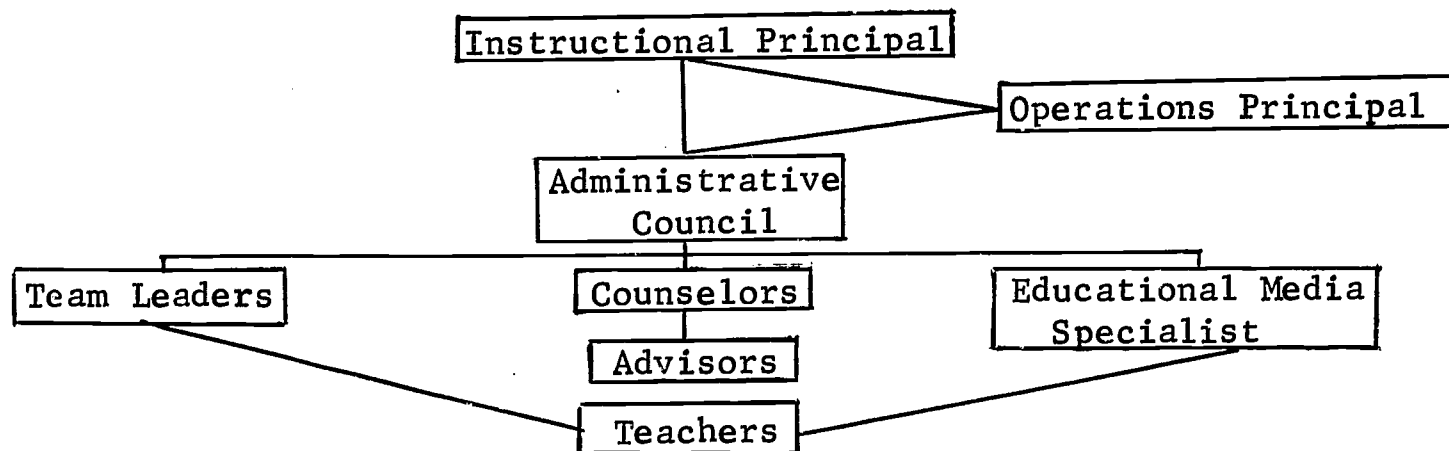 Instructional Principal
Operations Principal
Administrative
Council
Team Leaders
Counselors
Educational Media
Specialist
Advisors
Teachers